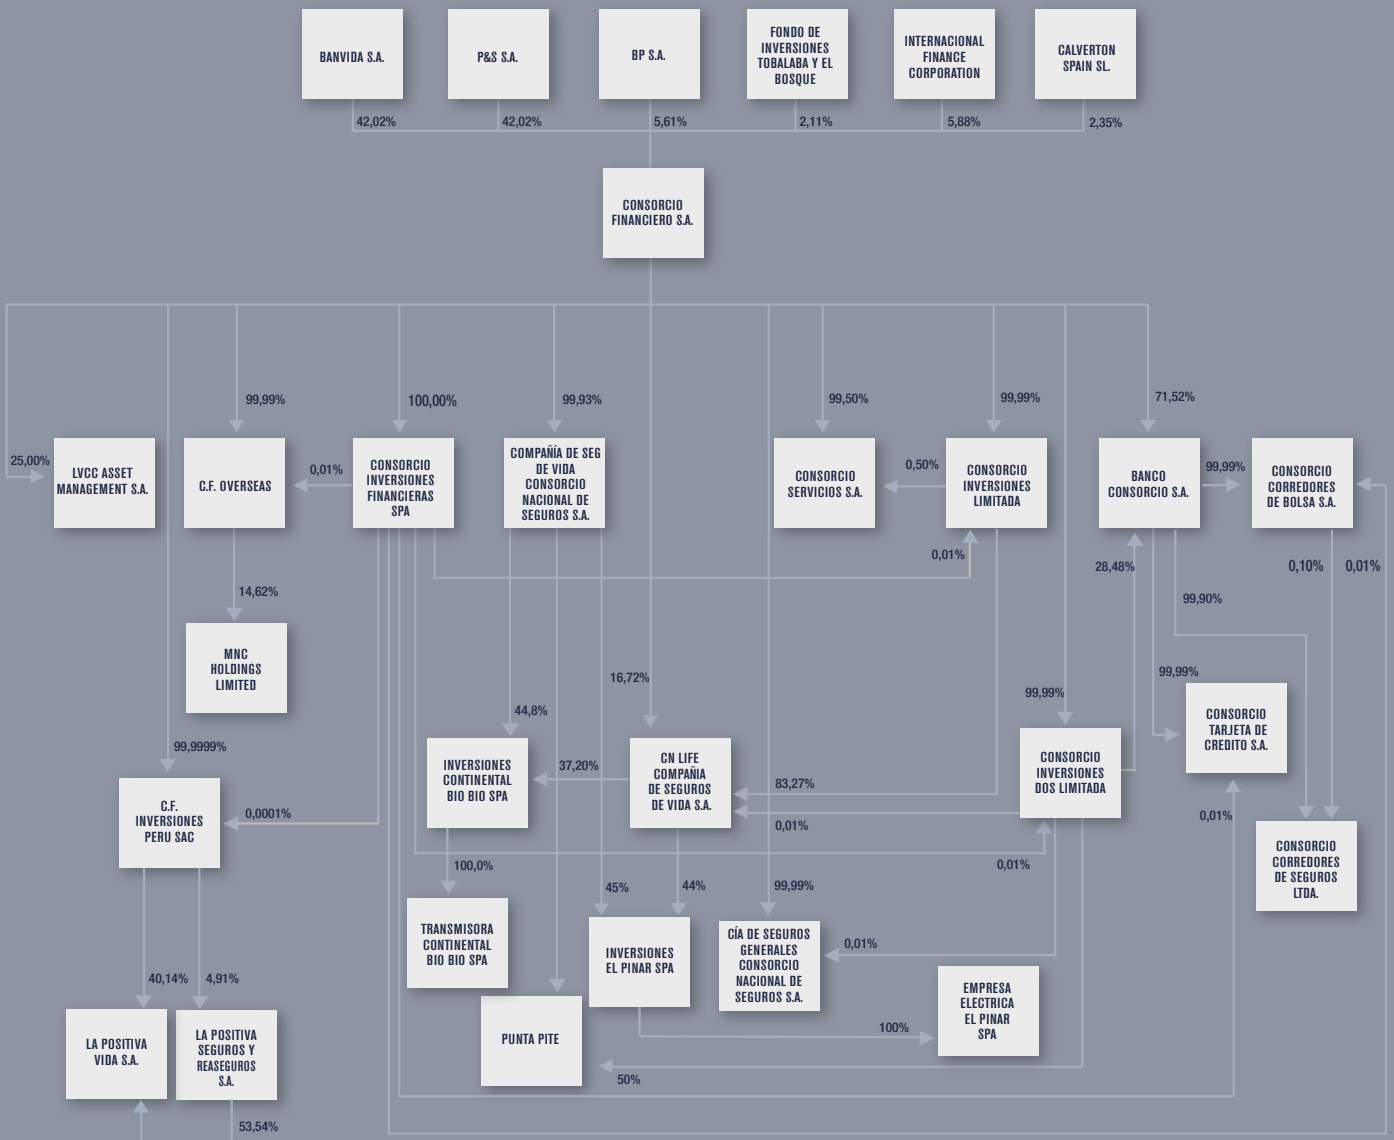 BANVIDA S.A.
P&S S.A.
BP S.A.
FONDO DE
INVERSIONES
TOBALABA Y EL
BOSQUE
INTERNACIONAL
FINANCE
CORPORATION
CALVERTON
SPAIN SL.
42,02%
42,02%
5,61%
2,11%
5,88%
2,35%
CONSORCIO
FINANCIERO S.A.
99,99%
100,00%
99,93%
99,50%
99,99%
71,52%
25,00%
LVCC ASSET
MANAGEMENT S.A.
C.F. OVERSEAS
0,01%
CONSORCIO
INVERSIONES
FINANCIERAS
SPA
COMPAÑÍA DE SEG
DE VIDA
CONSORCIO
NACIONAL DE
SEGUROS S.A.
CONSORCIO
SERVICIOS S.A.
0,50%
CONSORCIO
INVERSIONES
LIMITADA
BANCO
CONSORCIO S.A.
99,99%
CONSORCIO
CORREDORES
DE BOLSA S.A.
0,01%
28,48%
0,10%
0,01%
14,62%
99,90%
MNC
HOLDINGS
LIMITED
16,72%
99,99%
99,99%
44,8%
CONSORCIO
TARJETA DE
CREDITO S.A.
99,9999%
INVERSIONES
CONTINENTAL
BIO BIO SPA
37,20%
CN LIFE
COMPAÑIA
DE SEGUROS
DE VIDA S.A.
83,27%
0,01%
CONSORCIO
INVERSIONES
DOS LIMITADA
C.F.
INVERSIONES
PERU SAC
0,0001%
0,01%
100,0%
0,01%
CONSORCIO
CORREDORES
DE SEGUROS
LTDA.
45%
44%
99,99%
TRANSMISORA
CONTINENTAL
BIO BIO SPA
INVERSIONES
EL PINAR SPA
CÍA DE SEGUROS
GENERALES
CONSORCIO
NACIONAL DE
SEGUROS S.A.
0,01%
40,14%
4,91%
EMPRESA
ELECTRICA
EL PINAR
SPA
LA POSITIVA
VIDA S.A.
LA POSITIVA
SEGUROS Y
REASEGUROS
S.A.
PUNTA PITE
100%
50%
53,54%